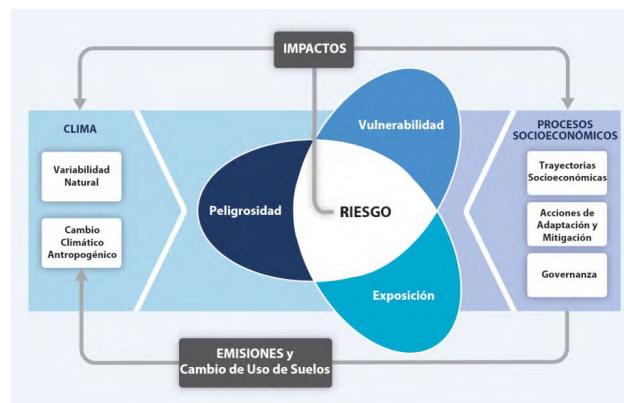 IMPACTOS
CLIMA
Variabilidad
Natural
Cambio
Climático
Antropogénico
Peligrosidad
Vulnerabilidad
RIESGO
Exposición
PROCESOS
SOCIOECONÓMICOS
Trayectorias
Socioeconómicas
Acciones de
Adaptación y
Mitigación
Governanza
EMISIONES y
Cambio de Uso de Suelos